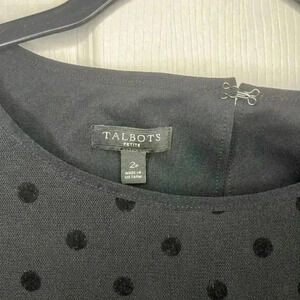 TALBOTS
PETITE
2P
MADE IN
VIETNAM